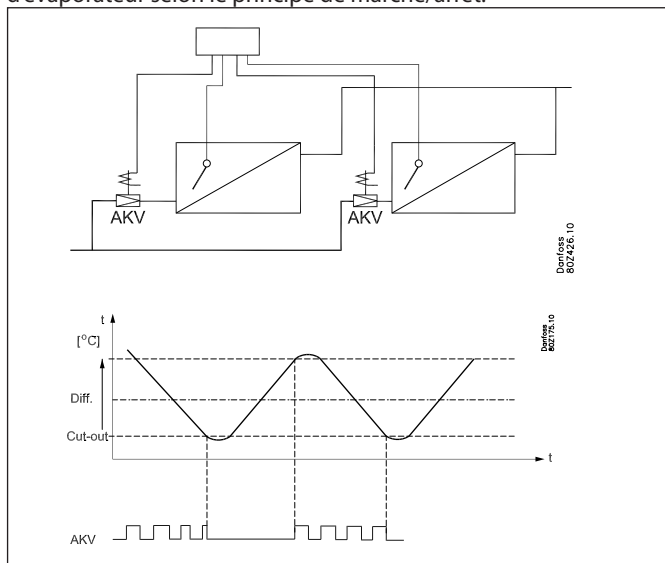 d'évaporateur selon le principe de marche/arrêt.
AKV
AKV
Danfoss
80Z426.10
t
[°C]
Danfoss
80Z175.10
Diff.
Cut-out
t
AKV